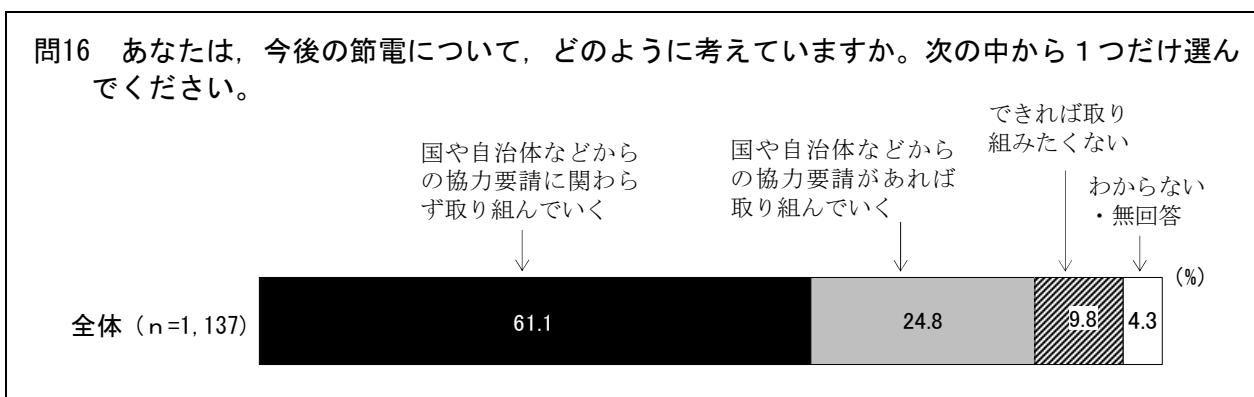 問16　あなたは，今後の節電について，どのように考えていますか。次の中から１つだけ選ん
でください。
国や自治体などから
の協力要請に関わら
ず取り組んでいく
国や自治体などから
の協力要請があれば
取り組んでいく
できれば取り
組みたくない
わからない
・無回答
(%)
全体（ｎ=1,137）
61.1
24.8
9.8
4.3